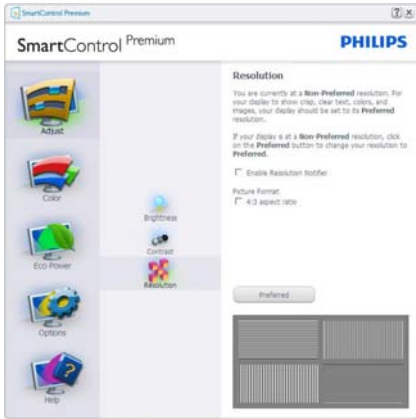 SmartControl Premium
SmartControl Premium
PHILIPS
Adjust
Color
Eco Power
Options
Help
Brightness
Contrast
Resolution
Resolution
You are currently at a Non-Preferred resolution. For
your display to show crisp, clear text, colors, and
images, your display should be set to its Preferred
resolution.
If your display is at a Non-Preferred resolution, click
on the Preferred button to change your resolution to
Preferred.
Enable Resolution Notifier
Picture Format
4:3 aspect ratio
Preferred